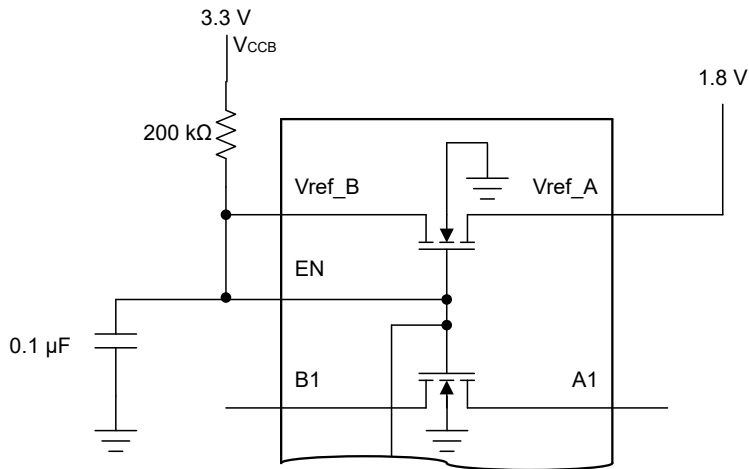 3.3 V
VCCB
1.8 V
200 kΩ
Vref_B
Vref_A
EN
0.1 µF
B1
A1